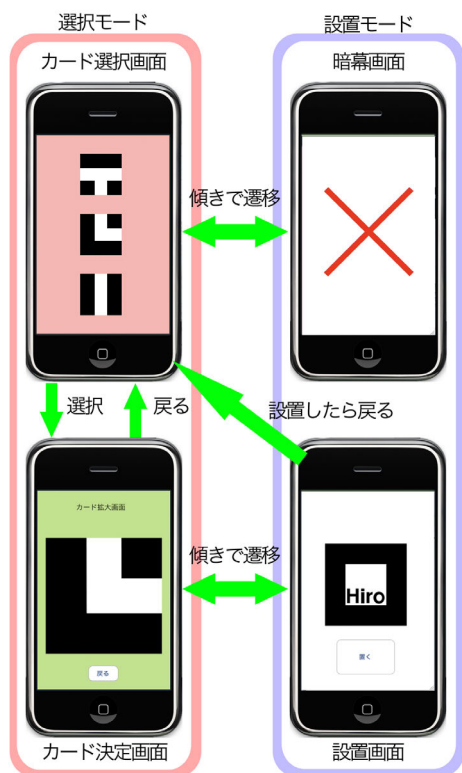 選択モード
設置モード
カード選択画面
暗幕画面
傾きで遷移
選択
戻る
設置したら戻る
カード拡大画面
傾きで遷移
Hiro
置く
戻る
カード決定画面
設置画面